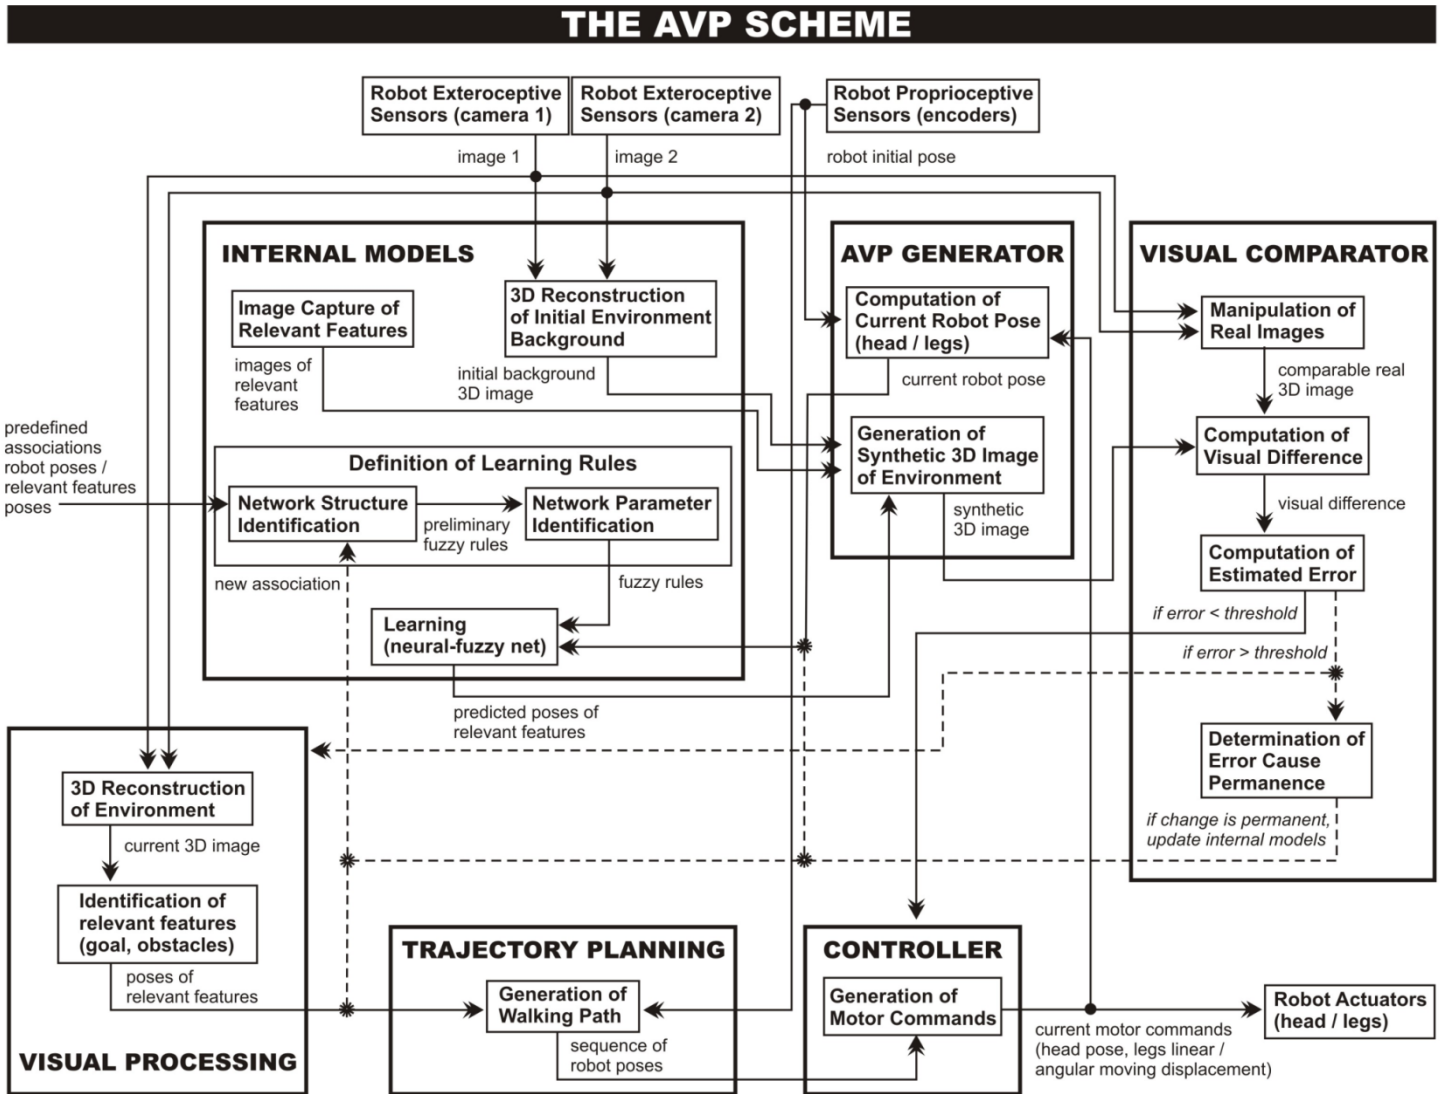 THE AVP SCHEME
Robot Exteroceptive
Sensors (camera 1)
Robot Exteroceptive
Sensors (camera 2)
Robot Proprioceptive
Sensors (encoders)
image 1
image 2
robot initial pose
INTERNAL MODELS
Image Capture of
Relevant Features
3D Reconstruction
of Initial Environment
Background
images of
relevant
features
initial background
3D image
predefined
associations
robot poses /
relevant features
poses
Definition of Learning Rules
Network Structure
Identification
preliminary
fuzzy rules
Network Parameter
Identification
new association
fuzzy rules
Learning
(neural-fuzzy net)
predicted poses of
relevant features
AVP GENERATOR
Computation of
Current Robot Pose
(head / legs)
current robot pose
Generation of
Synthetic 3D Image
of Environment
synthetic
3D image
VISUAL COMPARATOR
Manipulation of
Real Images
comparable real
3D image
Computation of
Visual Difference
visual difference
Computation of
Estimated Error
if error < threshold
if error > threshold
Determination of
Error Cause
Permanence
if change is permanent,
update internal models
3D Reconstruction
of Environment
current 3D image
Identification of
relevant features
(goal, obstacles)
poses of
relevant features
VISUAL PROCESSING
TRAJECTORY PLANNING
Generation of
Walking Path
sequence of
robot poses
CONTROLLER
Generation of
Motor Commands
current motor commands
(head pose, legs linear /
angular moving displacement)
Robot Actuators
(head / legs)